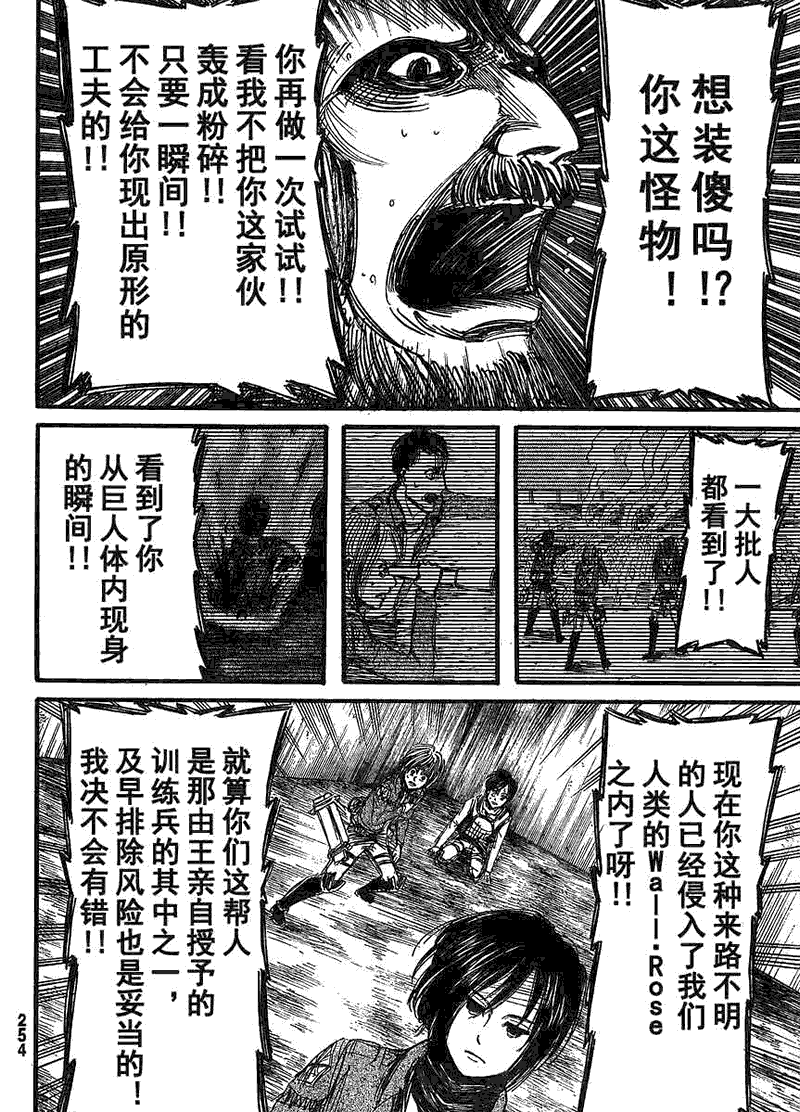 想装傻吗!?
你这怪物!
你再做一次试试!!
看我不把你这家伙
轰成粉碎!!
只要一瞬间!!
不会给你现出原形的
工夫的!!
一大批人
都看到了!!
看到了你
从巨人体内现身
的瞬间!!
现在你这种来路不明
的人已经侵入了我们
人类的Wall.Rose
之内了呀!!
就算你们这帮人
是那由王亲自授予的
训练兵的其中之一，
及早排除风险也是妥当的!
我决不会有错!!
254